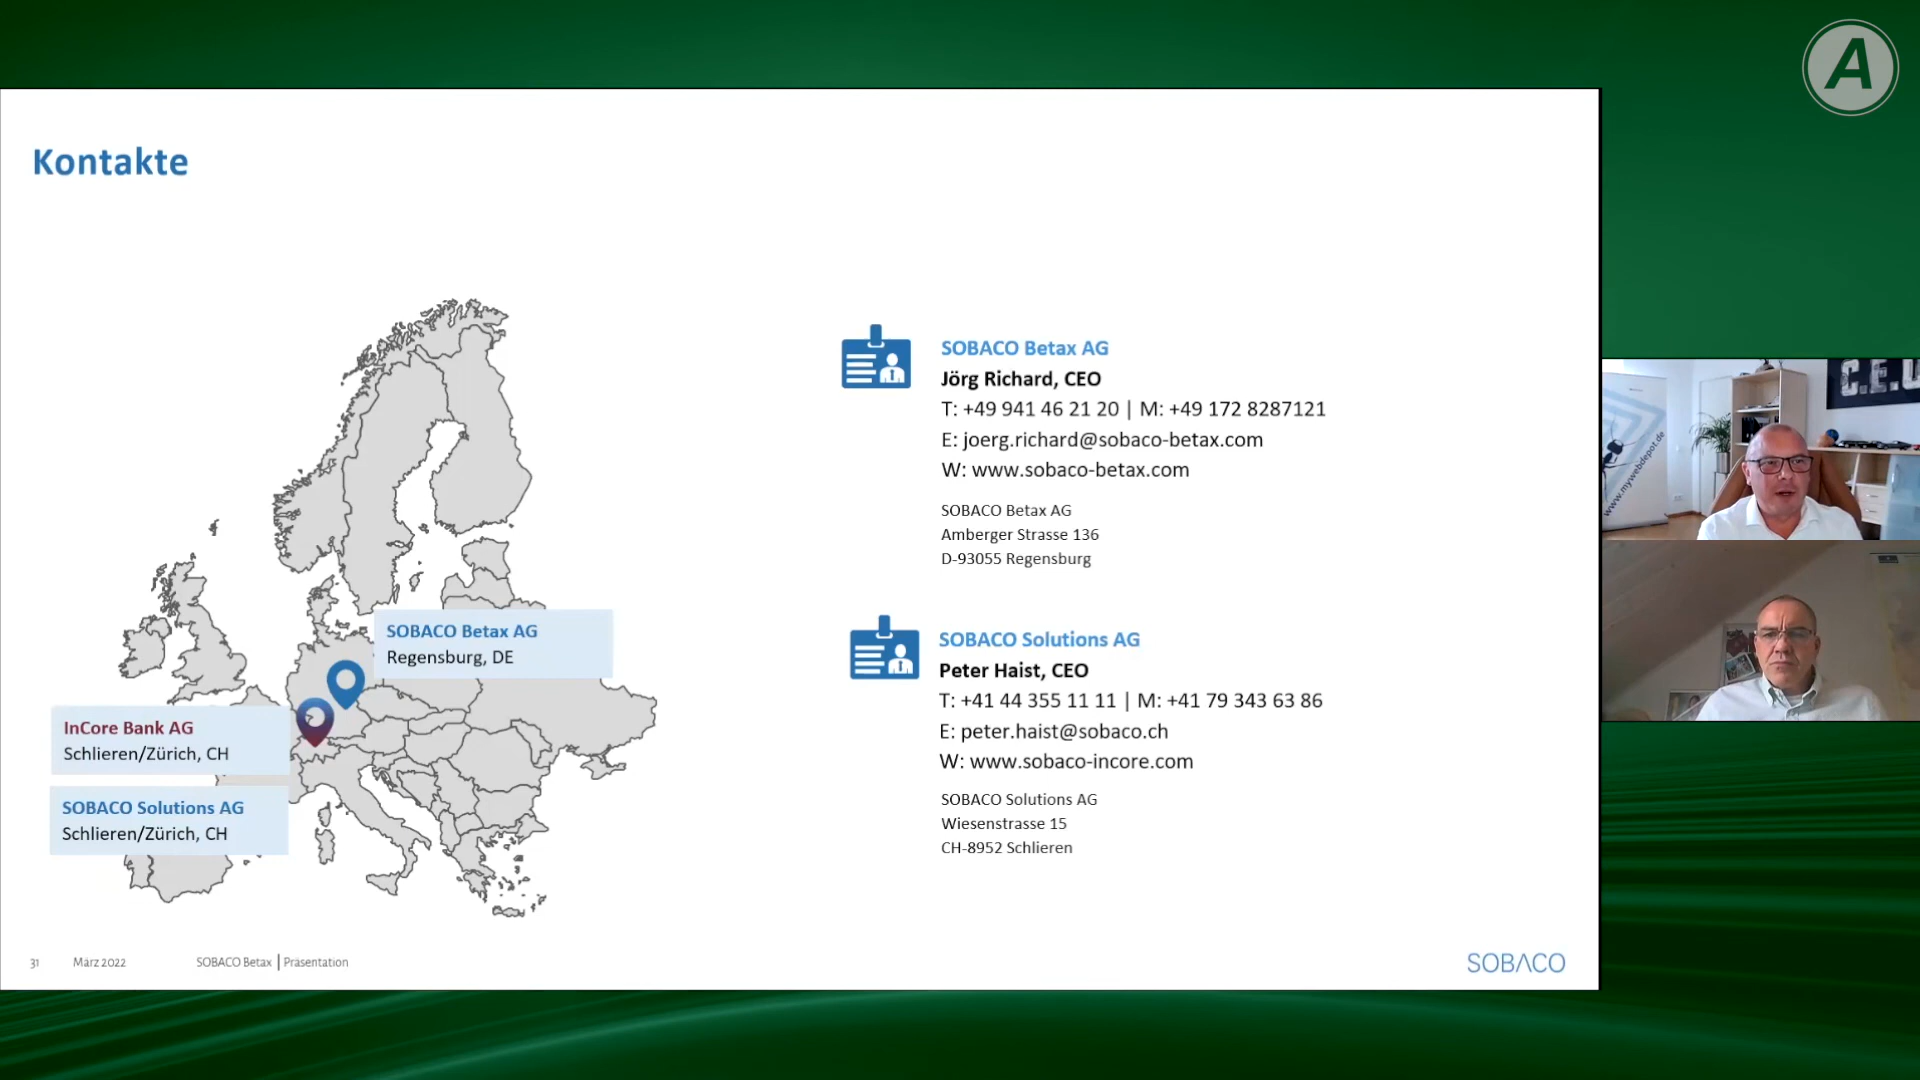 A
Kontakte
SOBACO Betax AG
Jörg Richard, CEO
T: +49 941 46 21 20 | M: +49 172 8287121
E: joerg.richard@sobaco-betax.com
W: www.sobaco-betax.com
SOBACO Betax AG
Amberger Strasse 136
D-93055 Regensburg
SOBACO Solutions AG
Peter Haist, CEO
T: +41 44 355 11 11 | M: +41 79 343 63 86
E: peter.haist@sobaco.ch
W: www.sobaco-incore.com
SOBACO Solutions AG
Wiesenstrasse 15
CH-8952 Schlieren
SOBACO Betax AG
Regensburg, DE
InCore Bank AG
Schlieren/Zürich, CH
SOBACO Solutions AG
Schlieren/Zürich, CH
31 März 2022 SOBACO Betax | Präsentation
SOBACO
C.E.O
www.mywebdepot.de